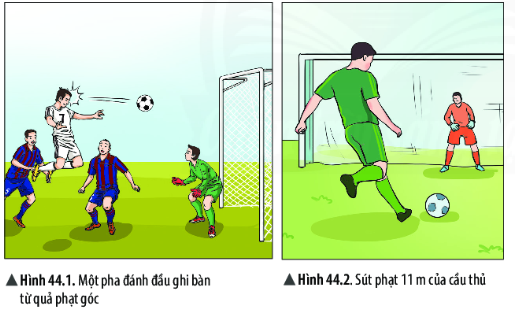 7
▲ Hình 44.1. Một pha đánh đầu ghi bàn
từ quả phạt góc
▲ Hình 44.2. Sút phạt 11 m của cầu thủ